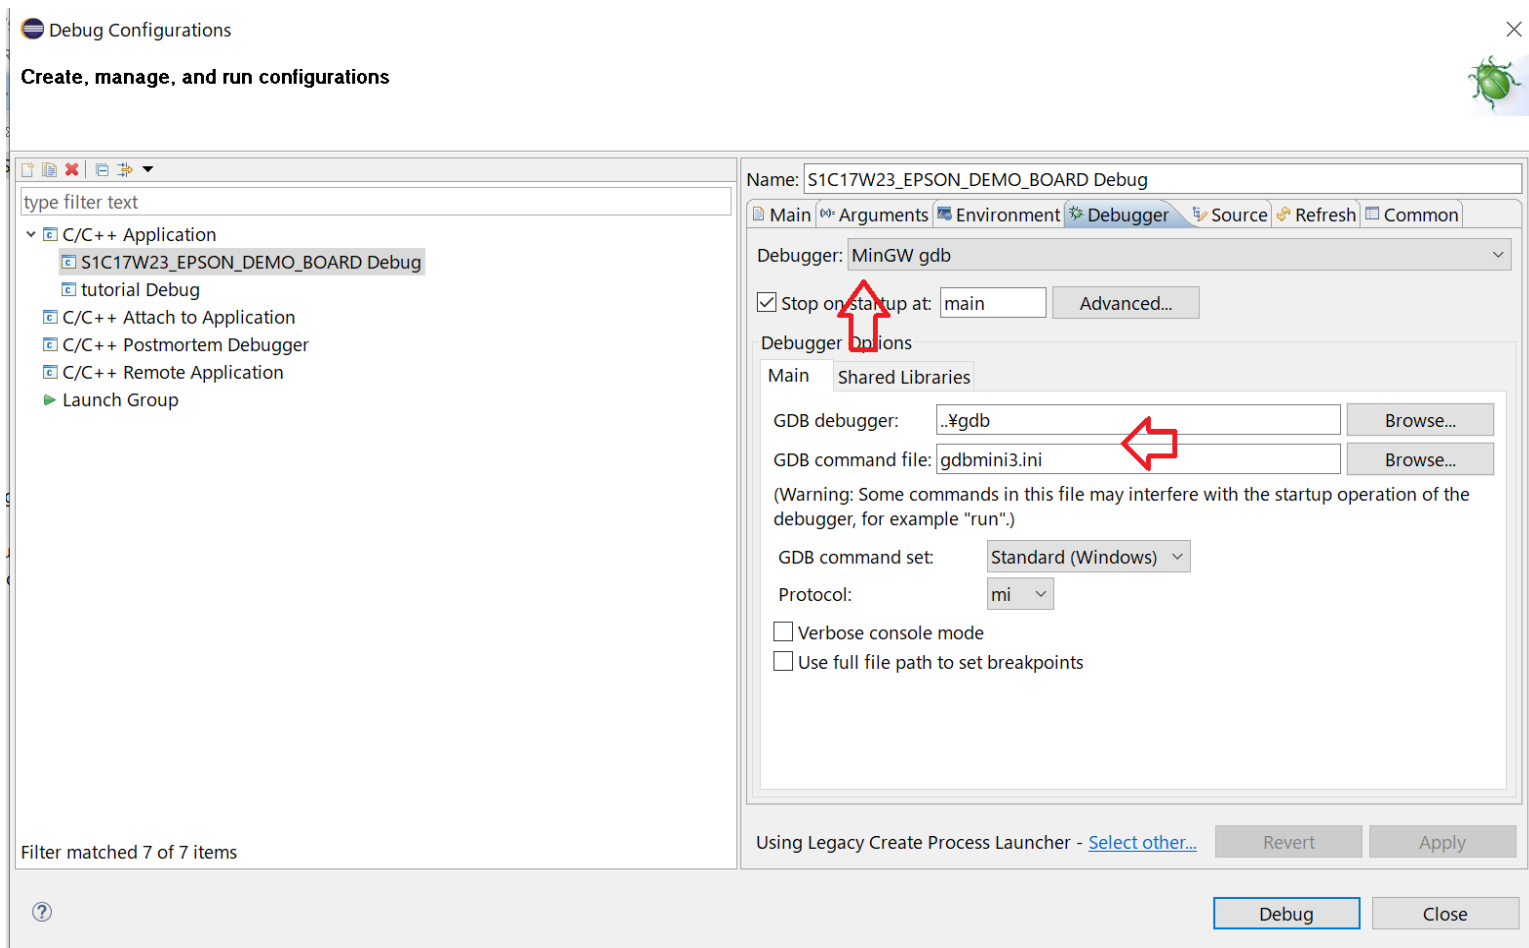 Debug Configurations
Create, manage, and run configurations
type filter text
C/C++ Application
S1C17W23_EPSON_DEMO_BOARD Debug
tutorial Debug
C/C++ Attach to Application
C/C++ Postmortem Debugger
C/C++ Remote Application
Launch Group
Filter matched 7 of 7 items
Name: S1C17W23_EPSON_DEMO_BOARD Debug
Main Arguments Environment Debugger Source Refresh Common
Debugger: MinGW gdb
Stop on startup at: main Advanced...
Debugger Options
Main Shared Libraries
GDB debugger: ..¥gdb Browse...
GDB command file: gdbmini3.ini Browse...
(Warning: Some commands in this file may interfere with the startup operation of the
debugger, for example "run".)
GDB command set: Standard (Windows)
Protocol: mi
Verbose console mode
Use full file path to set breakpoints
Using Legacy Create Process Launcher - Select other... Revert Apply
Debug Close